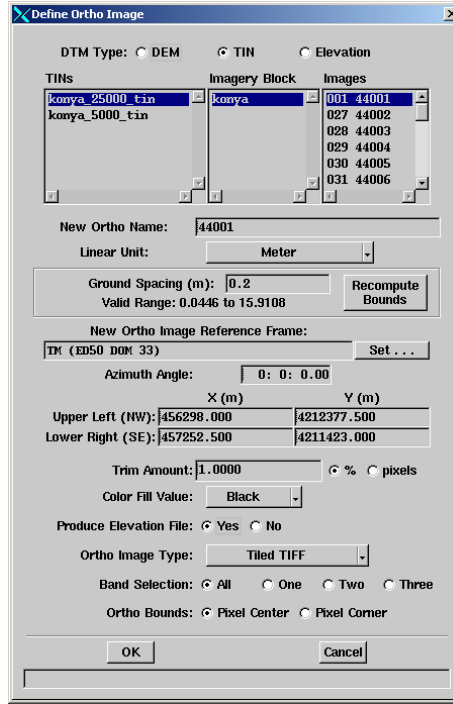 Define Ortho Image
DTM Type: DEM TIN Elevation
TINs Imagery Block Images
konya_25000_tin konya 001 44001
konya_5000_tin 027 44002
028 44003
029 44004
030 44005
031 44006
New Ortho Name: 44001
Linear Unit: Meter
Ground Spacing (m): 0.2 Recompute
Valid Range: 0.0446 to 15.9108 Bounds
New Ortho Image Reference Frame:
TM (ED50 DOM 33) Set . . .
Azimuth Angle: 0: 0: 0.00
X (m) Y (m)
Upper Left (NW): 456298.000 4212377.500
Lower Right (SE): 457252.500 4211423.000
Trim Amount: 1.0000 % pixels
Color Fill Value: Black
Produce Elevation File: Yes No
Ortho Image Type: Tiled TIFF
Band Selection: All One Two Three
Ortho Bounds: Pixel Center Pixel Corner
OK Cancel